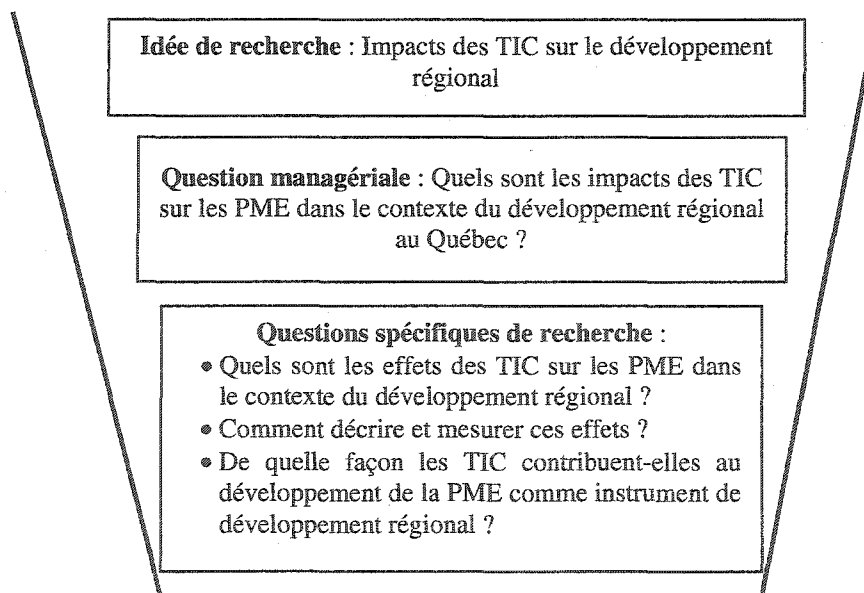 Idée de recherche : Impacts des TIC sur le développement
régional
Question managériale : Quels sont les impacts des TIC
sur les PME dans le contexte du développement régional
au Québec ?
Questions spécifiques de recherche :
• Quels sont les effets des TIC sur les PME dans
le contexte du développement régional ?
• Comment décrire et mesurer ces effets ?
• De quelle façon les TIC contribuent-elles au
développement de la PME comme instrument de
développement régional ?